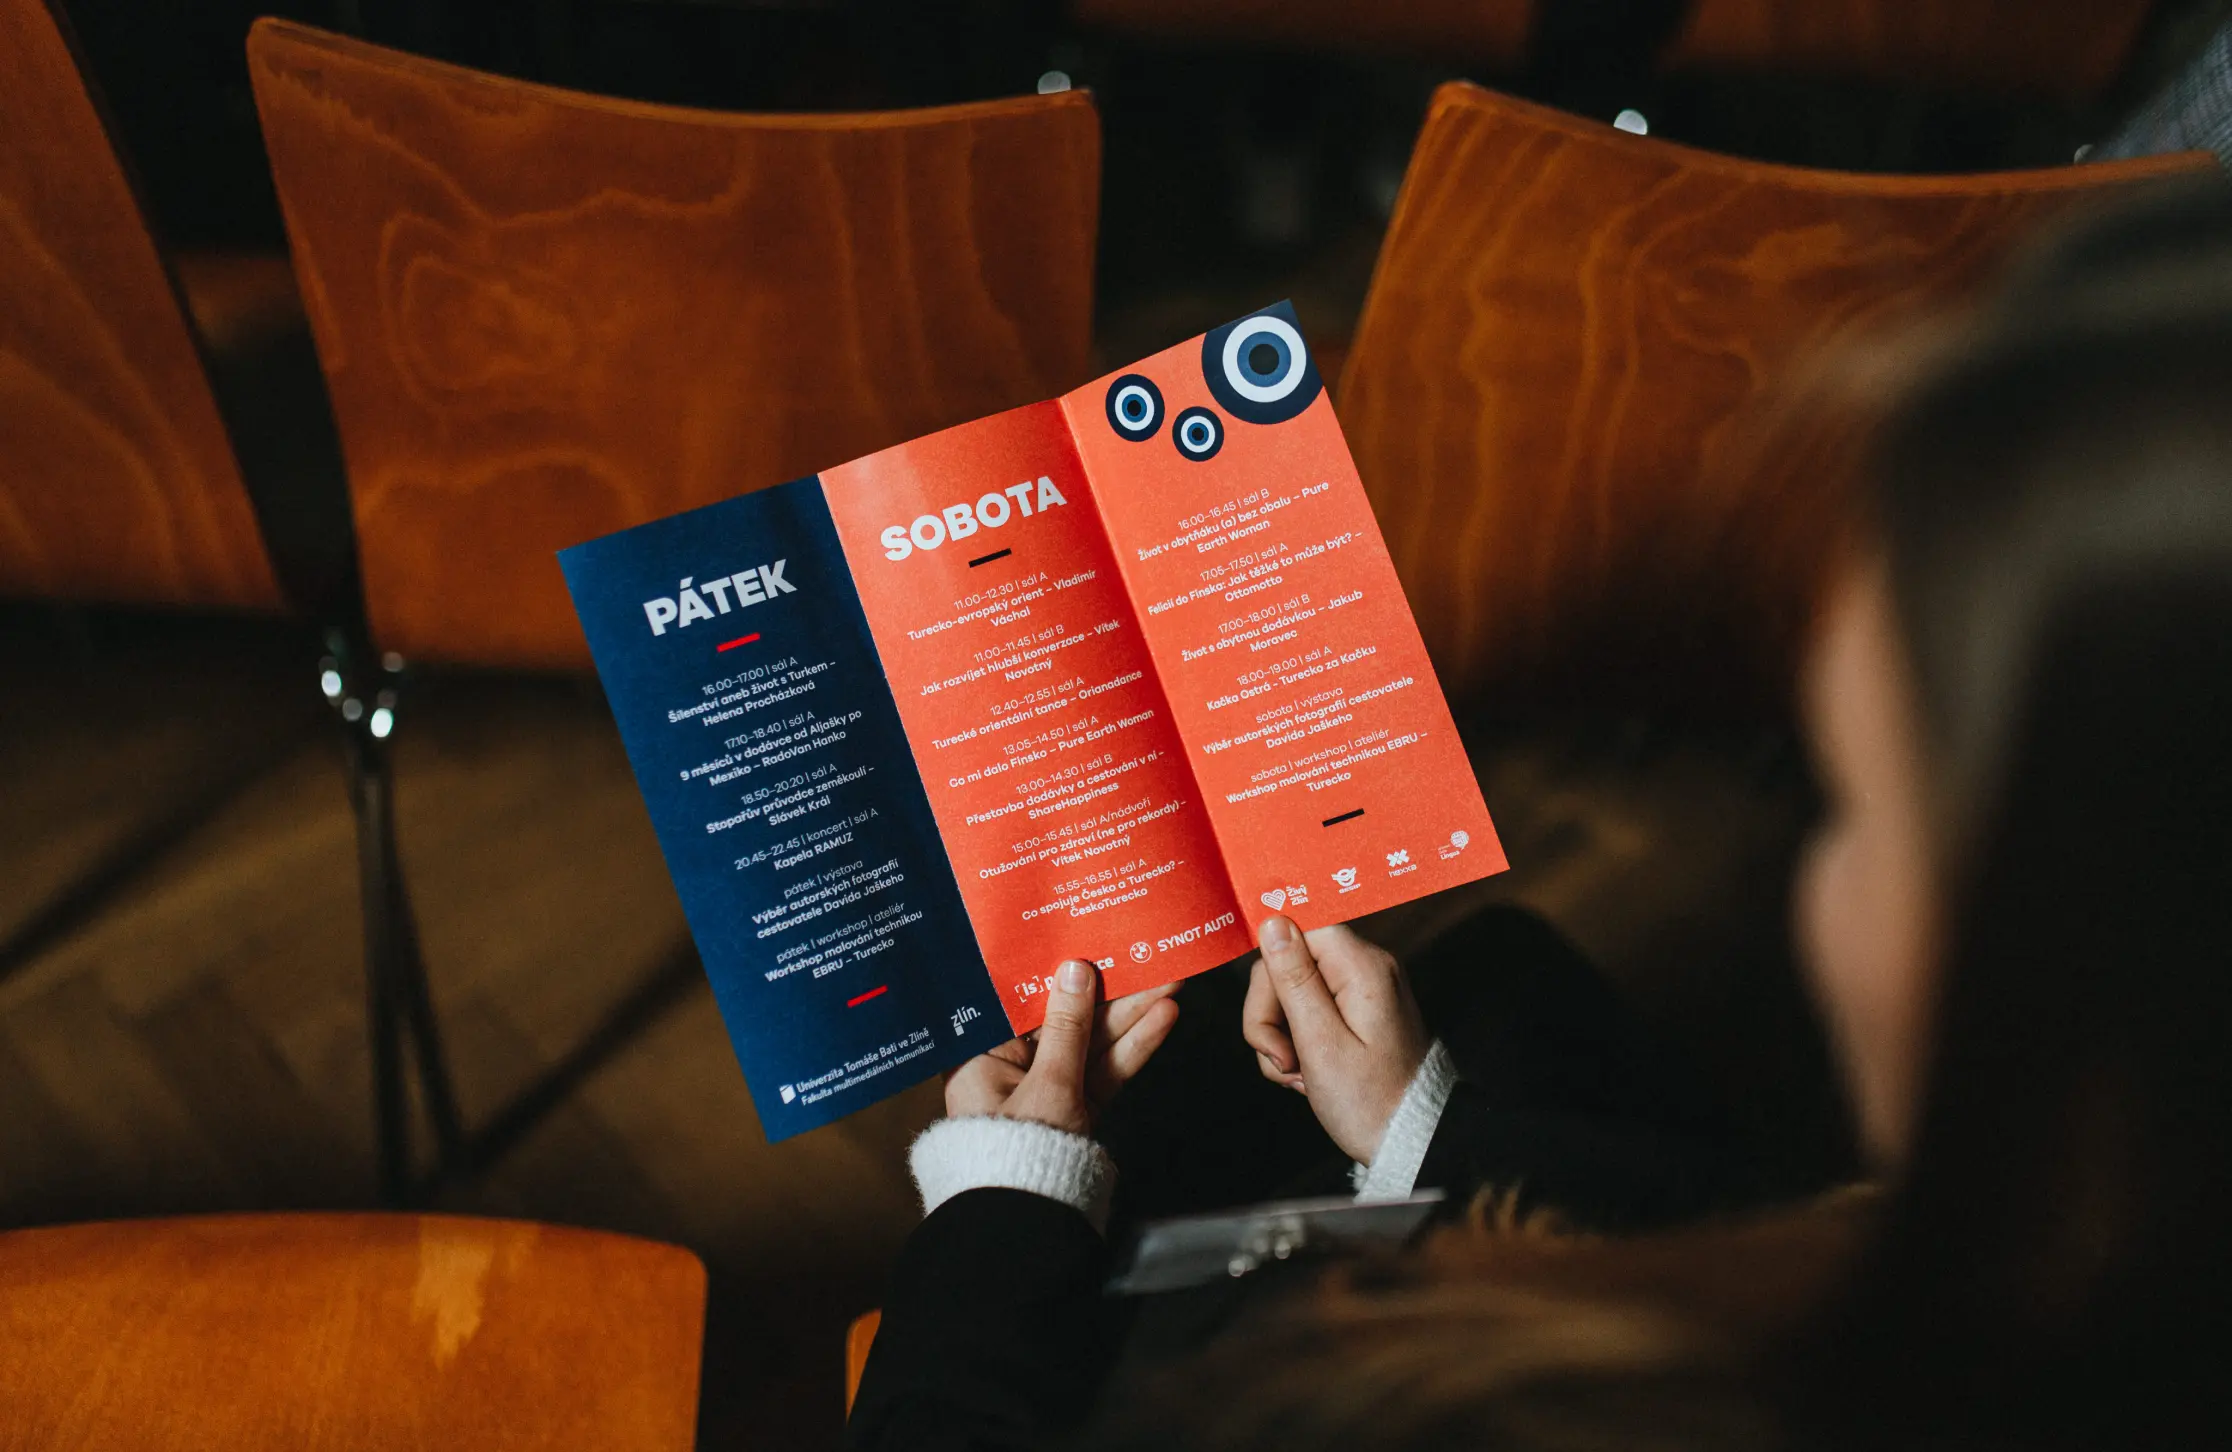 PÁTEK
16.00–17.00 | sál A
Šílenství aneb život s Turkem –
Helena Procházková
17.10–18.40 | sál A
9 měsíců v dodávce od Aljašky po
Mexiko – RadoVan Hanko
18.50–20.20 | sál A
Stopařův průvodce zeměkoulí –
Slávek Král
20.45–22.45 | koncert | sál A
Kapela RAMUZ
pátek | výstava
Výběr autorských fotografií
cestovatele Davida Jaškeho
pátek | workshop | ateliér
Workshop malování technikou
EBRU – Turecko
Univerzita Tomáše Bati ve Zlíně
Fakulta multimediálních komunikací
zlín.
SOBOTA
11.00–12.30 | sál A
Turecko-evropský orient – Vladimír
Váchal
11.00–11.45 | sál B
Jak rozvíjet hlubší konverzace – Vítek
Novotný
12.40–12.55 | sál A
Turecké orientální tance – Orianadance
13.05–14.50 | sál A
Co mi dalo Finsko – Pure Earth Woman
13.00–14.30 | sál B
Přestavba dodávky a cestování v ní –
ShareHappiness
15.00–15.45 | sál A/nádvoří
Otužování pro zdraví (ne pro rekordy) –
Vítek Novotný
15.55–16.55 | sál A
Co spojuje Česko a Turecko? –
ČeskoTurecko
SYNOT AUTO
16.00–16.45 | sál B
Život v obytňáku (a) bez obalu – Pure
Earth Woman
17.05–17.50 | sál A
Felicií do Finska: Jak těžké to může být? –
Ottomotto
17.00–18.00 | sál B
Život s obytnou dodávkou – Jakub
Moravec
18.00–19.00 | sál A
Kačka Ostrá - Turecko za Kačku
sobota | výstava
Výběr autorských fotografií cestovatele
Davida Jaškeho
sobota | workshop | ateliér
Workshop malování technikou EBRU –
Turecko
Živý
Zlín
Lingua